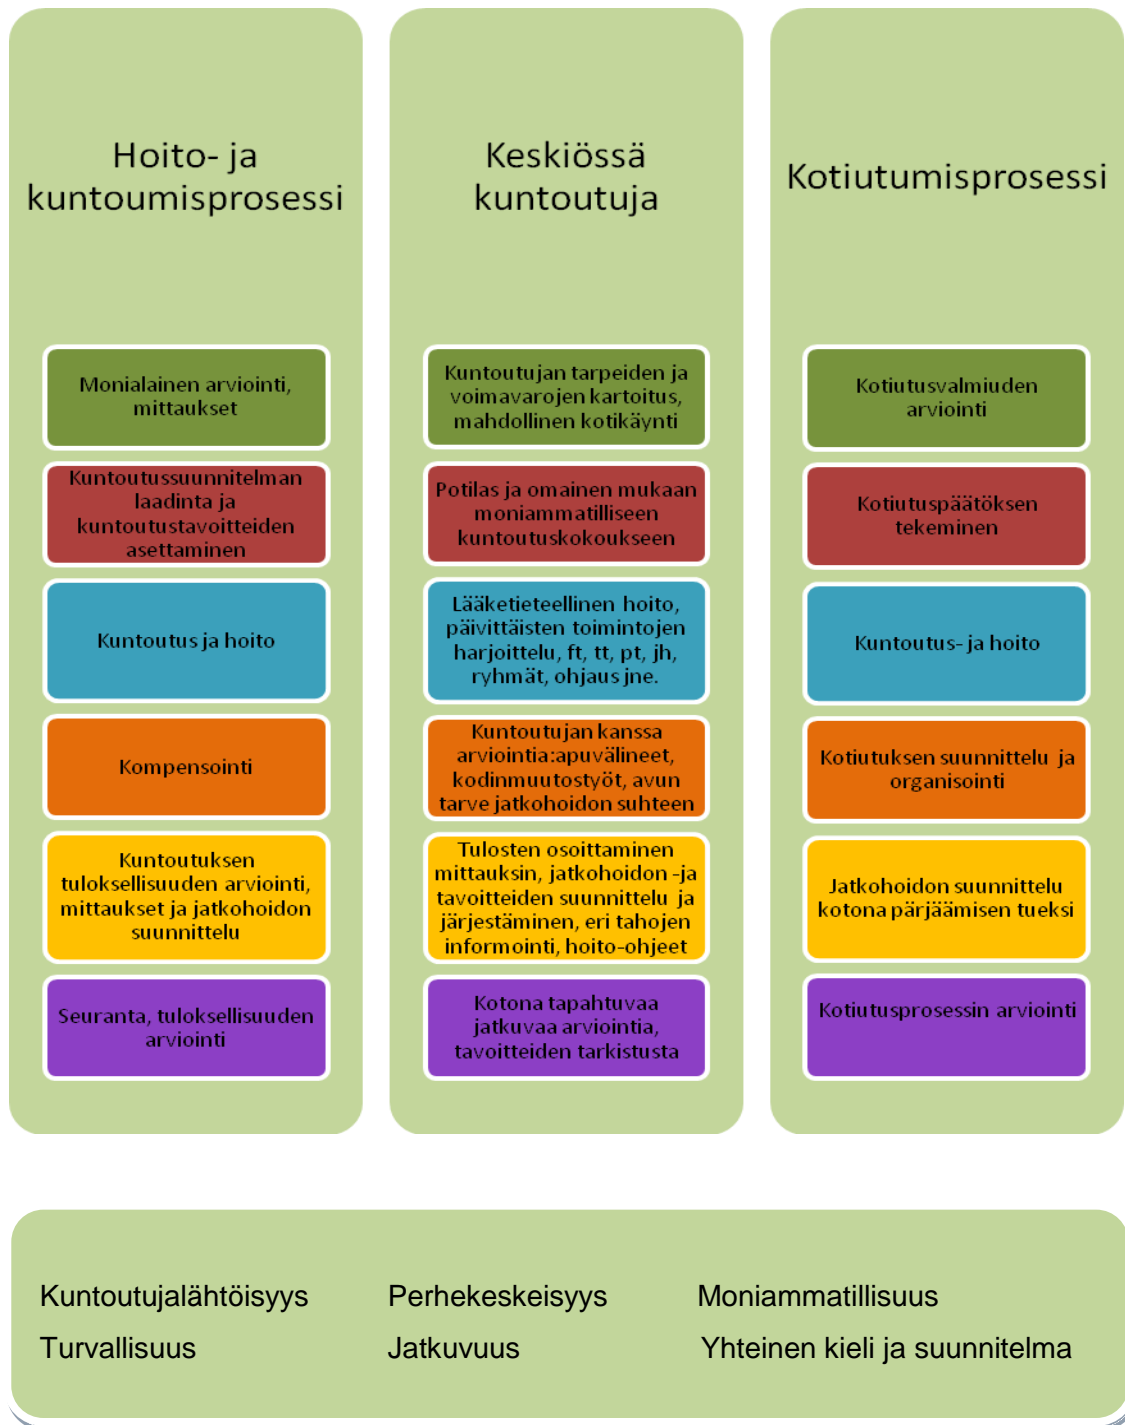 Hoito- ja
kuntoumisprosessi
Monialainen arviointi,
mittaukset
Kuntoutussuunnitelman
laadinta ja
kuntoutustavoitteiden
asettaminen
Kuntoutus ja hoito
Kompensointi
Kuntoutuksen
tuloksellisuuden arviointi,
mittaukset ja jatkohoidon
suunnittelu
Seuranta, tuloksellisuuden
arviointi
Keskiössä
kuntoutuja
Kuntoutujan tarpeiden ja
voimavarojen kartoitus,
mahdollinen kotikäynti
Potilas ja omainen mukaan
moniammatilliseen
kuntoutuskokoukseen
Lääketieteellinen hoito,
päivittäisten toimintojen
harjoittelu, ft, tt, pt, jh,
ryhmät, ohjaus jne.
Kuntoutujan kanssa
arviointia:apuvälineet,
kodinmuutostyöt, avun
tarve jatkohoidon suhteen
Tulosten osoittaminen
mittauksin, jatkohoidon -ja
tavoitteiden suunnittelu ja
järjestäminen, eri tahojen
informointi, hoito-ohjeet
Kotona tapahtuvaa
jatkuvaa arviointia,
tavoitteiden tarkistusta
Kotiutumisprosessi
Kotiutusvalmiuden
arviointi
Kotiutuspäätöksen
tekeminen
Kuntoutus- ja hoito
Kotiutuksen suunnittelu ja
organisointi
Jatkohoidon suunnittelu
kotona pärjäämisen tueksi
Kotiutusprosessin arviointi
Kuntoutujalähtöisyys Perhekeskeisyys Moniammatillisuus
Turvallisuus Jatkuvuus Yhteinen kieli ja suunnitelma